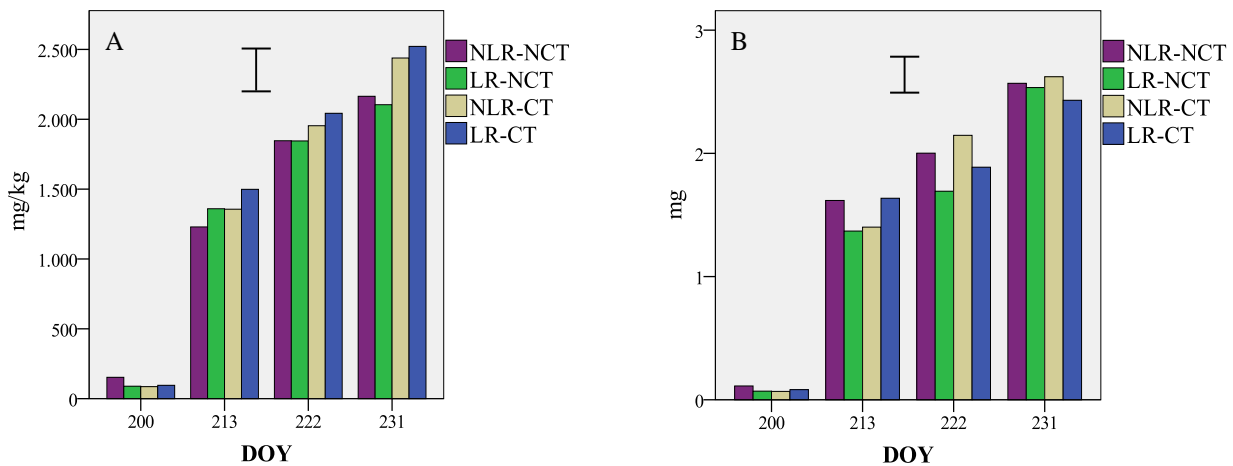 A
2.500
2.000
1.500
1.000
500
0
mg/kg
200 213 222 231
DOY
NLR-NCT
LR-NCT
NLR-CT
LR-CT
B
3
2
1
0
mg
200 213 222 231
DOY
NLR-NCT
LR-NCT
NLR-CT
LR-CT